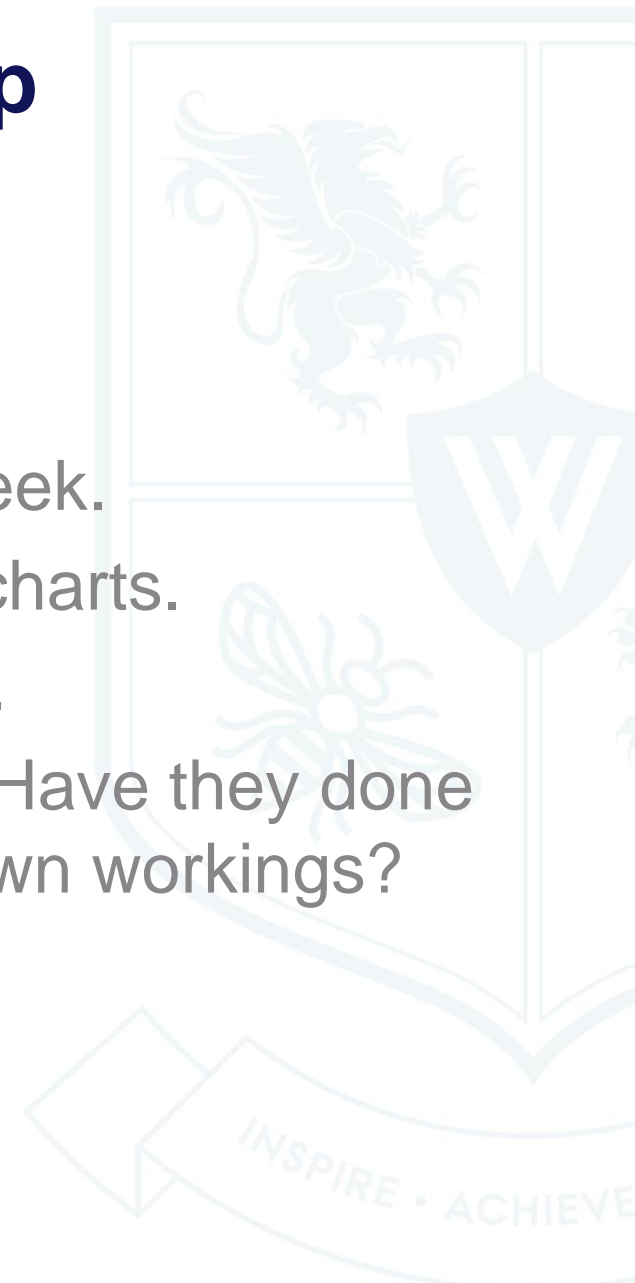 p
eek.
charts.
.
Have they done
wn workings?
W
INSPIRE • ACHIEVE